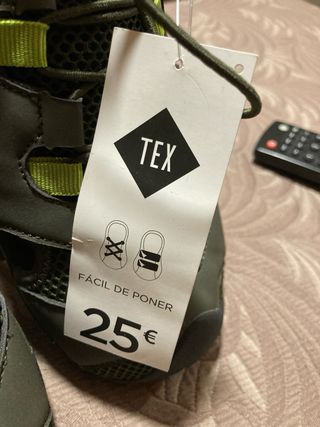 TEX
FÁCIL DE PONER
25€